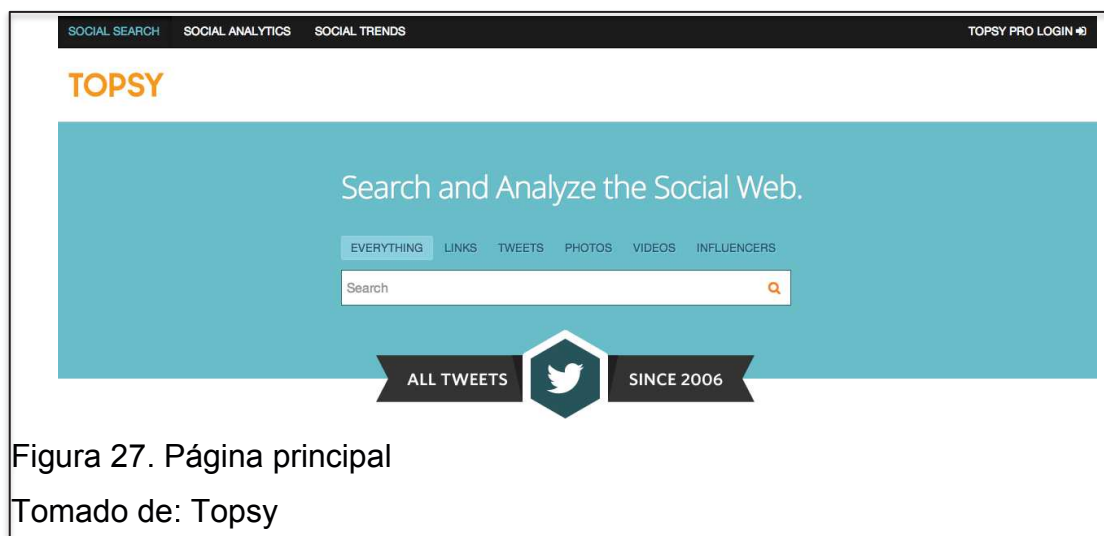 SOCIAL SEARCH SOCIAL ANALYTICS SOCIAL TRENDS TOPSY PRO LOGIN
TOPSY
Search and Analyze the Social Web.
EVERYTHING LINKS TWEETS PHOTOS VIDEOS INFLUENCERS
Search
ALL TWEETS SINCE 2006
Figura 27. Página principal
Tomado de: Topsy